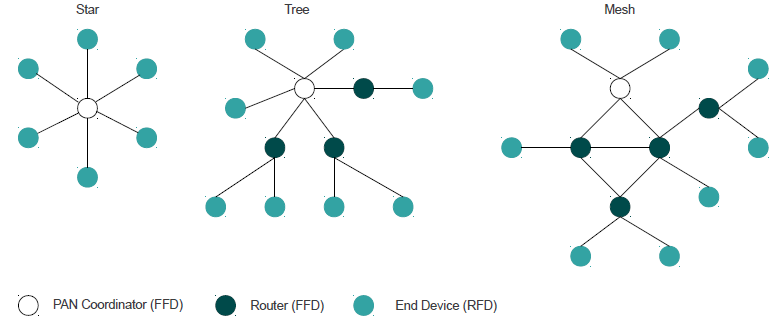 Star
Tree
Mesh
PAN Coordinator (FFD)
Router (FFD)
End Device (RFD)